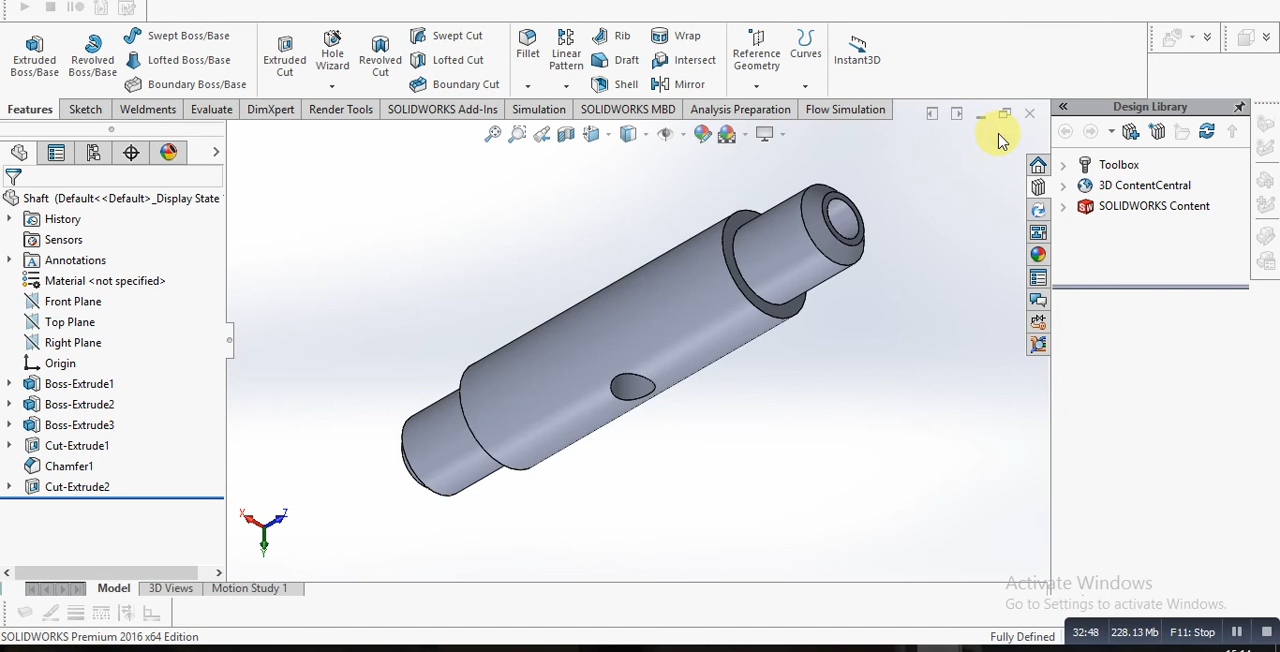 Extruded Boss/Base
Revolved Boss/Base
Swept Boss/Base
Lofted Boss/Base
Boundary Boss/Base
Extruded Cut
Hole Wizard
Revolved Cut
Swept Cut
Lofted Cut
Boundary Cut
Fillet
Linear Pattern
Rib
Draft
Shell
Wrap
Intersect
Mirror
Reference Geometry
Curves
Instant3D
Features
Sketch
Weldments
Evaluate
DimXpert
Render Tools
SOLIDWORKS Add-Ins
Simulation
SOLIDWORKS MBD
Analysis Preparation
Flow Simulation
Design Library
Toolbox
3D ContentCentral
SOLIDWORKS Content
Shaft (Default<<Default>_Display State
History
Sensors
Annotations
Material <not specified>
Front Plane
Top Plane
Right Plane
Origin
Boss-Extrude1
Boss-Extrude2
Boss-Extrude3
Cut-Extrude1
Chamfer1
Cut-Extrude2
X
Z
Y
Model
3D Views
Motion Study 1
Activate Windows
Go to Settings to activate Windows.
SOLIDWORKS Premium 2016 x64 Edition
Fully Defined
32:48
228.13Mb
F11: Stop